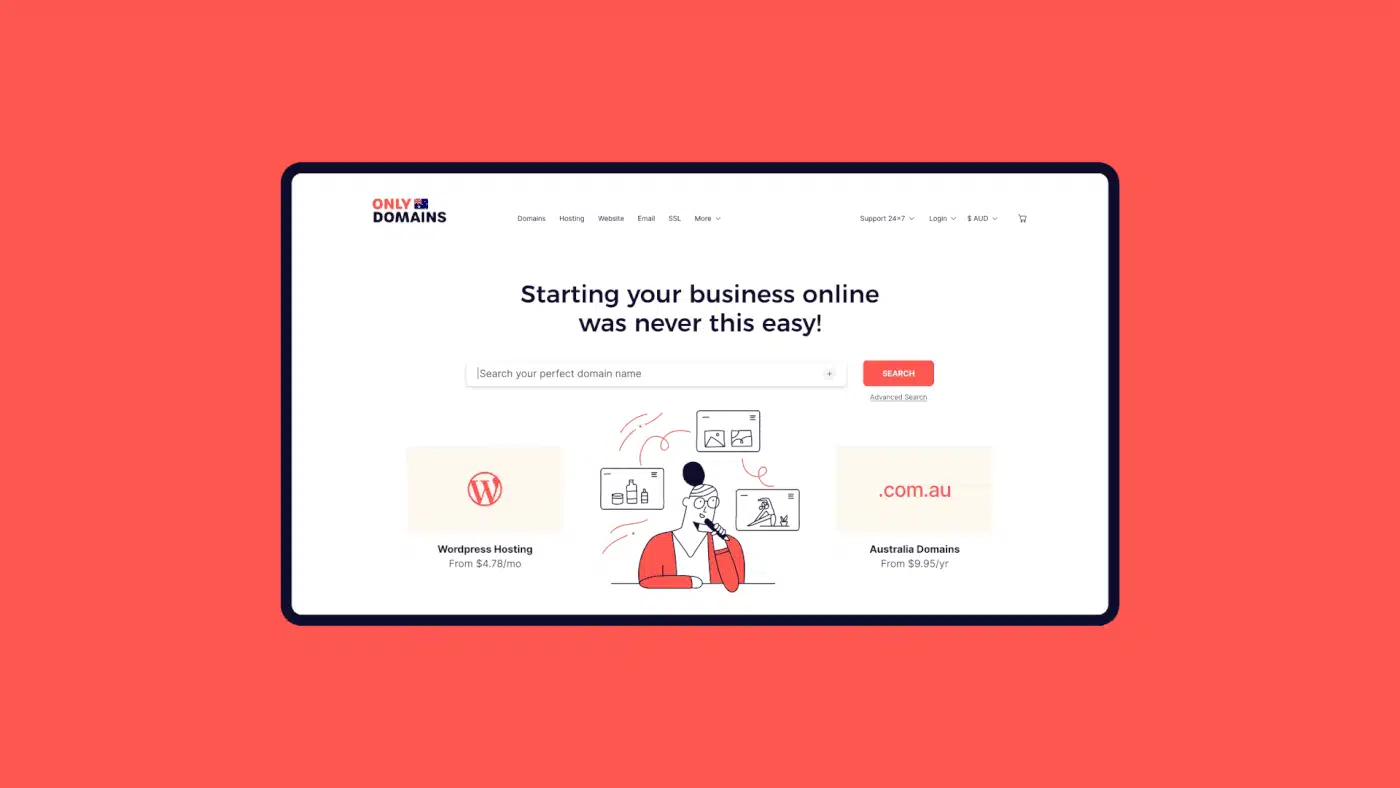 ONLY
DOMAINS
Domains Hosting Website Email SSL More
Support 24×7 Login $ AUD
Starting your business online
was never this easy!
Search your perfect domain name +
SEARCH
Advanced Search
W
Wordpress Hosting
From $4.78/mo
.com.au
Australia Domains
From $9.95/yr